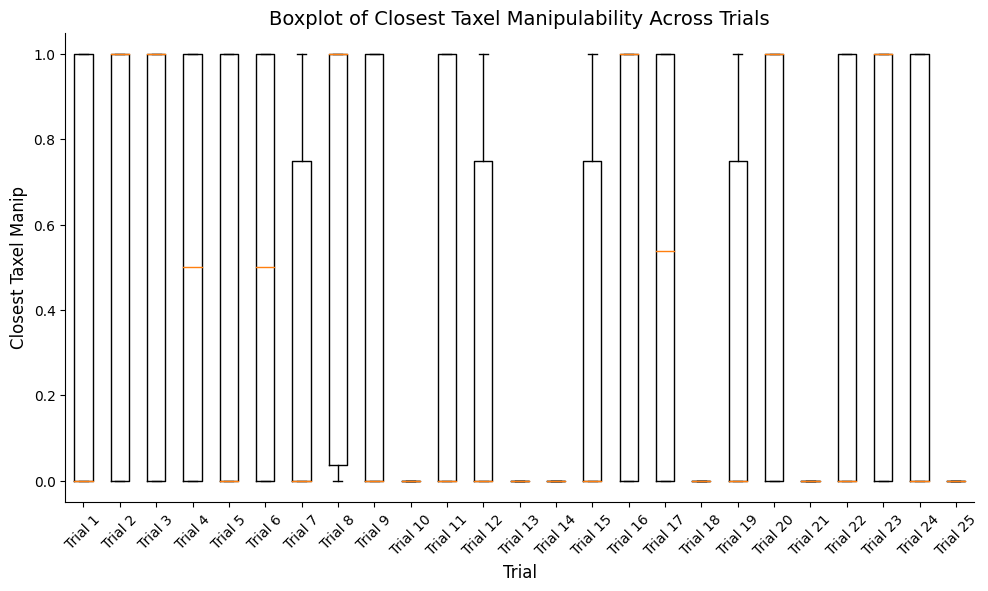 Boxplot of Closest Taxel Manipulability Across Trials
Closest Taxel Manip
1.0
0.8
0.6
0.4
0.2
0.0
Trial 1
Trial 2
Trial 3
Trial 4
Trial 5
Trial 6
Trial 7
Trial 8
Trial 9
Trial 10
Trial 11
Trial 12
Trial 13
Trial 14
Trial 15
Trial 16
Trial 17
Trial 18
Trial 19
Trial 20
Trial 21
Trial 22
Trial 23
Trial 24
Trial 25
Trial